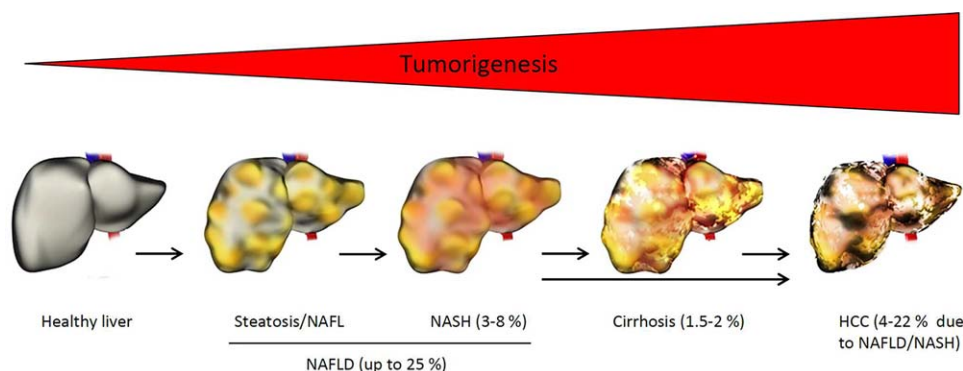 Tumorigenesis
Healthy liver
Steatosis/NAFL
NASH (3-8 %)
Cirrhosis (1.5-2 %)
HCC (4-22 % due
to NAFLD/NASH)
NAFLD (up to 25 %)